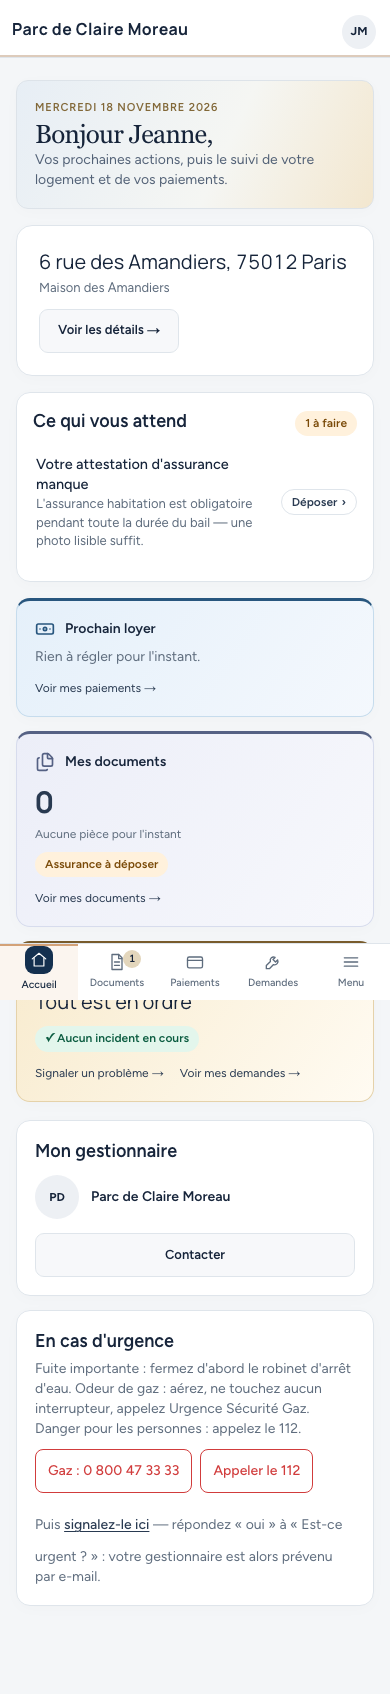 Parc de Claire Moreau
JM
MERCREDI 18 NOVEMBRE 2026
Bonjour Jeanne,
Vos prochaines actions, puis le suivi de votre
logement et de vos paiements.
6 rue des Amandiers, 75012 Paris
Maison des Amandiers
Voir les détails →
Ce qui vous attend
1 à faire
Votre attestation d'assurance
manque
L'assurance habitation est obligatoire
pendant toute la durée du bail — une
photo lisible suffit.
Déposer ›
Prochain loyer
Rien à régler pour l'instant.
Voir mes paiements →
Mes documents
0
Aucune pièce pour l'instant
Assurance à déposer
Voir mes documents →
Accueil
Documents
1
Paiements
Demandes
Menu
Tout est en ordre
✓ Aucun incident en cours
Signaler un problème → Voir mes demandes →
Mon gestionnaire
PD
Parc de Claire Moreau
Contacter
En cas d'urgence
Fuite importante : fermez d'abord le robinet d'arrêt
d'eau. Odeur de gaz : aérez, ne touchez aucun
interrupteur, appelez Urgence Sécurité Gaz.
Danger pour les personnes : appelez le 112.
Gaz : 0 800 47 33 33
Appeler le 112
Puis signalez-le ici — répondez « oui » à « Est-ce
urgent ? » : votre gestionnaire est alors prévenu
par e-mail.